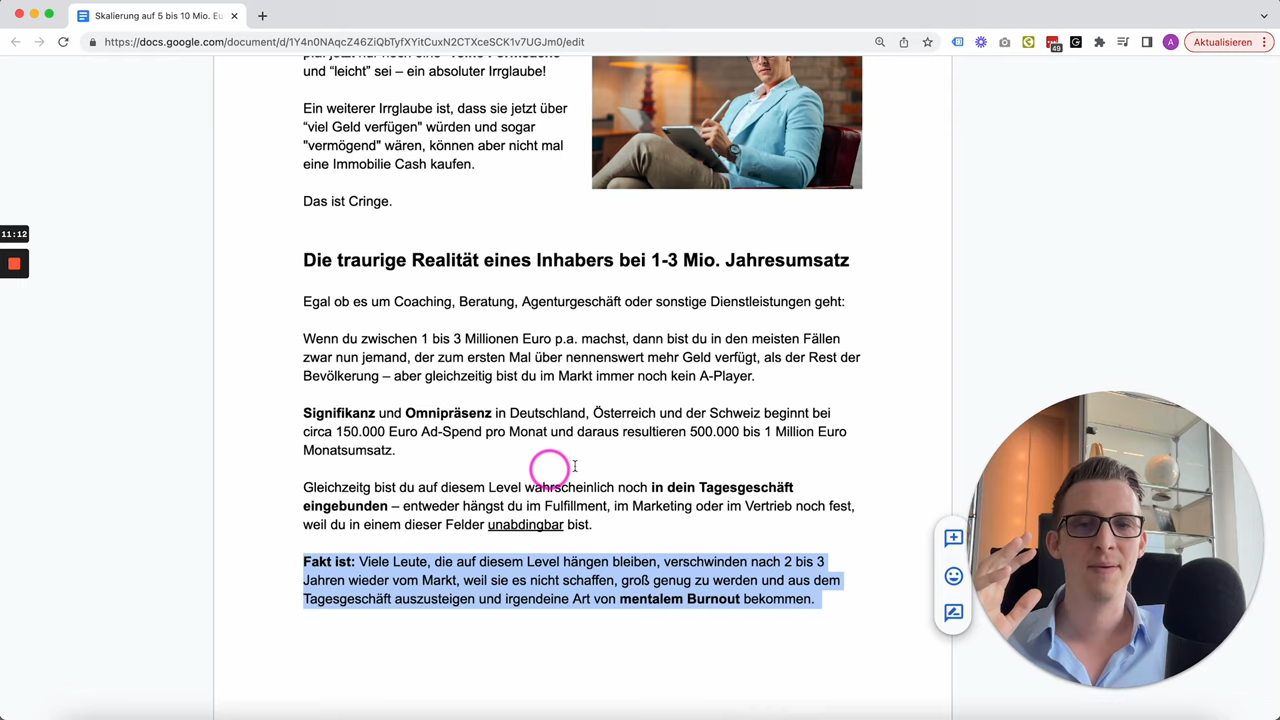 Skalierung auf 5 bis 10 Mio. Eu
https://docs.google.com/document/d/1Y4n0NAqcZ46ZiQbTyfXYitCuxN2CTXceSCK1v7UGJm0/edit
49
G
A
Aktualisieren
und “leicht” sei – ein absoluter Irrglaube!
Ein weiterer Irrglaube ist, dass sie jetzt über
“viel Geld verfügen" würden und sogar
"vermögend" wären, können aber nicht mal
eine Immobilie Cash kaufen.
Das ist Cringe.
11:12
Die traurige Realität eines Inhabers bei 1-3 Mio. Jahresumsatz
Egal ob es um Coaching, Beratung, Agenturgeschäft oder sonstige Dienstleistungen geht:
Wenn du zwischen 1 bis 3 Millionen Euro p.a. machst, dann bist du in den meisten Fällen
zwar nun jemand, der zum ersten Mal über nennenswert mehr Geld verfügt, als der Rest der
Bevölkerung – aber gleichzeitig bist du im Markt immer noch kein A-Player.
Signifikanz und Omnipräsenz in Deutschland, Österreich und der Schweiz beginnt bei
circa 150.000 Euro Ad-Spend pro Monat und daraus resultieren 500.000 bis 1 Million Euro
Monatsumsatz.
Gleichzeitg bist du auf diesem Level wahrscheinlich noch in dein Tagesgeschäft
eingebunden – entweder hängst du im Fulfillment, im Marketing oder im Vertrieb noch fest,
weil du in einem dieser Felder unabdingbar bist.
Fakt ist: Viele Leute, die auf diesem Level hängen bleiben, verschwinden nach 2 bis 3
Jahren wieder vom Markt, weil sie es nicht schaffen, groß genug zu werden und aus dem
Tagesgeschäft auszusteigen und irgendeine Art von mentalem Burnout bekommen.